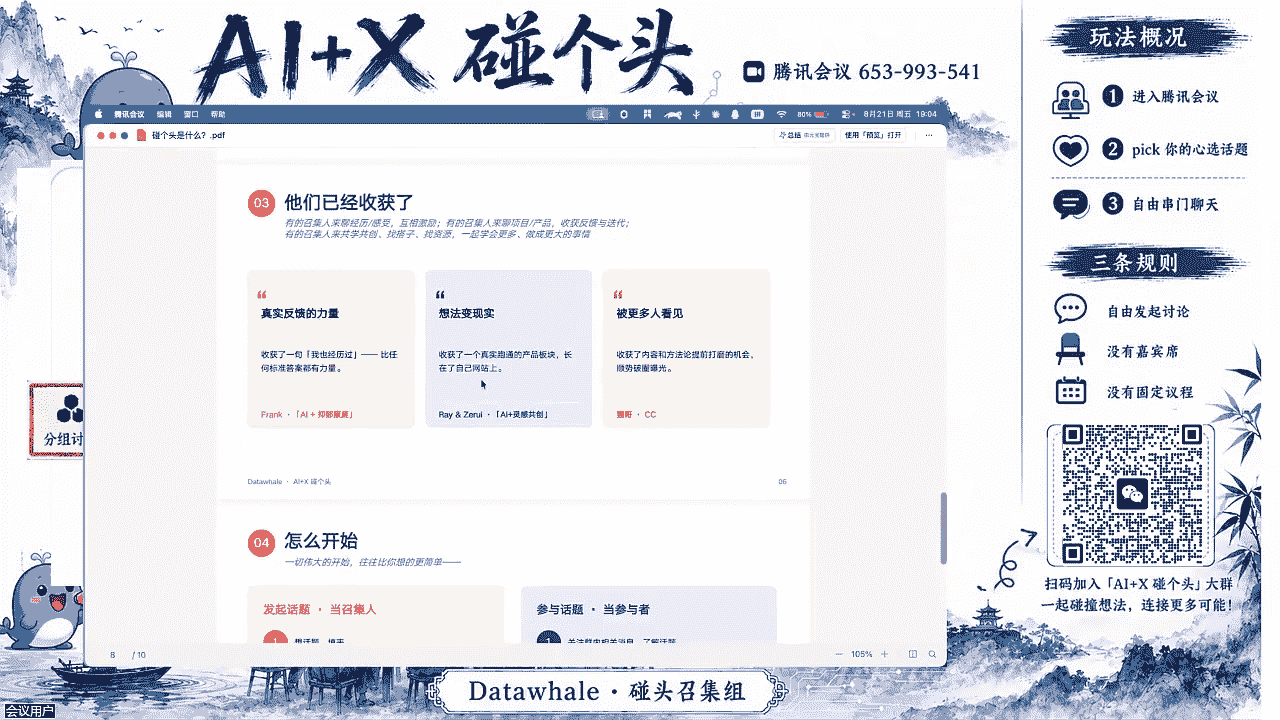 AI+X 碰个头
腾讯会议 653-993-541
腾讯会议 编辑 窗口 帮助
80%
8月21日 周五 19:04
碰个头是什么？.pdf
总结
使用「预览」打开
03
他们已经收获了
有的召集人来聊经历/感受，互相激励；有的召集人来聊项目/产品，收获反馈与迭代；
有的召集人来共学共创、找搭子、找资源，一起学会更多、做成更大的事情
真实反馈的力量
收获了一句「我也经历过」—— 比任
何标准答案都有力量。
Frank · 「AI + 抑郁康复」
想法变现实
收获了一个真实跑通的产品板块，长
在了自己网站上。
Ray & Zerui · 「AI+灵感共创」
被更多人看见
收获了内容和方法论提前打磨的机会，
顺势破圈曝光。
· CC
Datawhale · AI+X 碰个头
06
04
怎么开始
一切伟大的开始，往往比你想的更简单——
发起话题 · 当召集人
参与话题 · 当参与者
8 / 10
105%
分组讨
玩法概况
1 进入腾讯会议
2 pick 你的心选话题
3 自由串门聊天
三条规则
自由发起讨论
没有嘉宾席
没有固定议程
扫码加入「AI+X 碰个头」大群
一起碰撞想法，连接更多可能！
Datawhale · 碰头召集组
会议用户